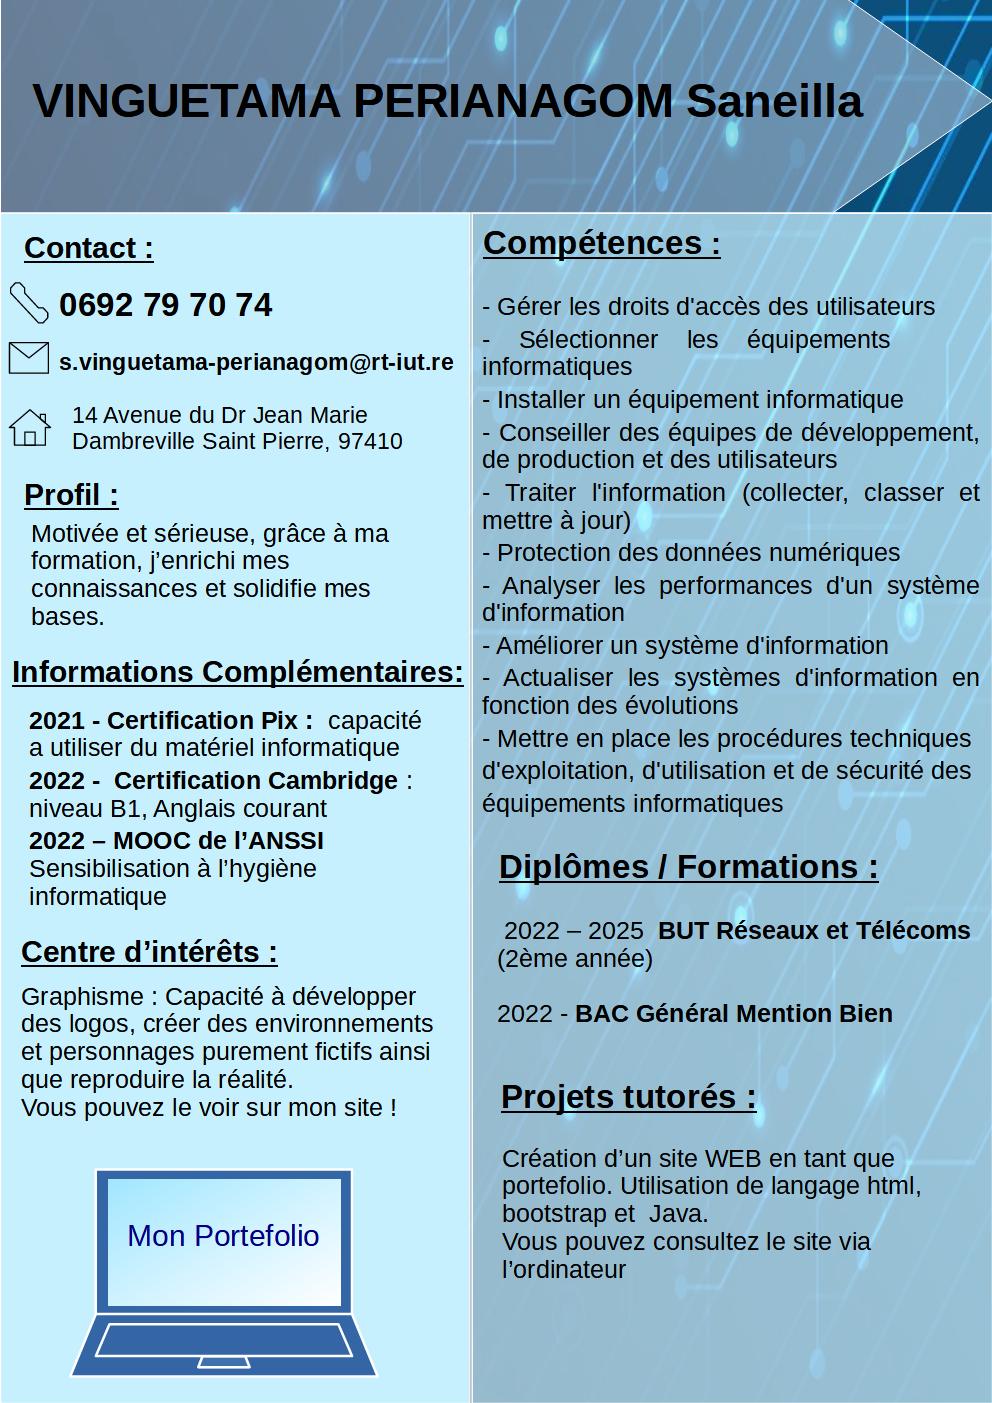 VINGUETAMA PERIANAGOM Saneilla
Contact :
0692 79 70 74
s.vinguetama-perianagom@rt-iut.re
14 Avenue du Dr Jean Marie
Dambreville Saint Pierre, 97410
Profil :
Motivée et sérieuse, grâce à ma
formation, j’enrichi mes
connaissances et solidifie mes
bases.
Informations Complémentaires:
2021 - Certification Pix : capacité
a utiliser du matériel informatique
2022 - Certification Cambridge :
niveau B1, Anglais courant
2022 – MOOC de l’ANSSI
Sensibilisation à l’hygiène
informatique
Centre d’intérêts :
Graphisme : Capacité à développer
des logos, créer des environnements
et personnages purement fictifs ainsi
que reproduire la réalité.
Vous pouvez le voir sur mon site !
Mon Portefolio
Compétences :
- Gérer les droits d'accès des utilisateurs
- Sélectionner les équipements
informatiques
- Installer un équipement informatique
- Conseiller des équipes de développement,
de production et des utilisateurs
- Traiter l'information (collecter, classer et
mettre à jour)
- Protection des données numériques
- Analyser les performances d'un système
d'information
- Améliorer un système d'information
- Actualiser les systèmes d'information en
fonction des évolutions
- Mettre en place les procédures techniques
d'exploitation, d'utilisation et de sécurité des
équipements informatiques
Diplômes / Formations :
2022 – 2025 BUT Réseaux et Télécoms
(2ème année)
2022 - BAC Général Mention Bien
Projets tutorés :
Création d’un site WEB en tant que
portefolio. Utilisation de langage html,
bootstrap et Java.
Vous pouvez consultez le site via
l’ordinateur